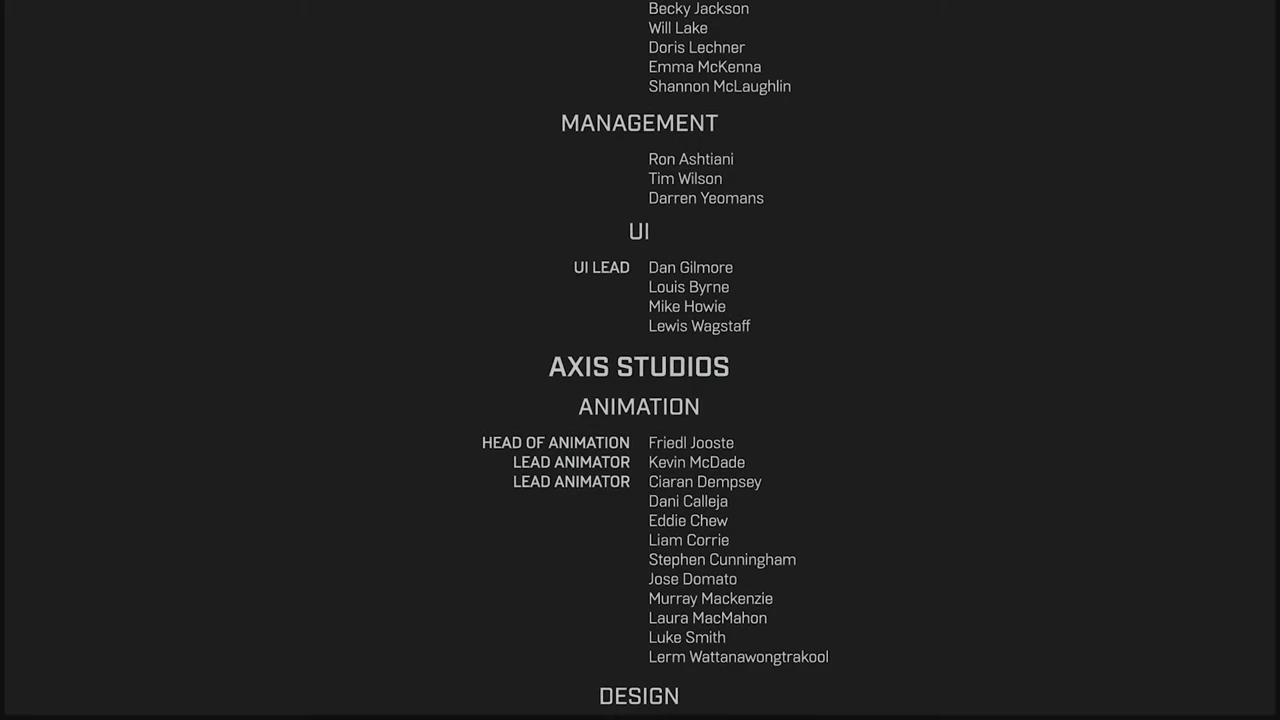 Becky Jackson
Will Lake
Doris Lechner
Emma McKenna
Shannon McLaughlin
MANAGEMENT
Ron Ashtiani
Tim Wilson
Darren Yeomans
UI
UI LEAD Dan Gilmore
Louis Byrne
Mike Howie
Lewis Wagstaff
AXIS STUDIOS
ANIMATION
HEAD OF ANIMATION Friedl Jooste
LEAD ANIMATOR Kevin McDade
LEAD ANIMATOR Ciaran Dempsey
Dani Calleja
Eddie Chew
Liam Corrie
Stephen Cunningham
Jose Domato
Murray Mackenzie
Laura MacMahon
Luke Smith
Lerm Wattanawongtrakool
DESIGN